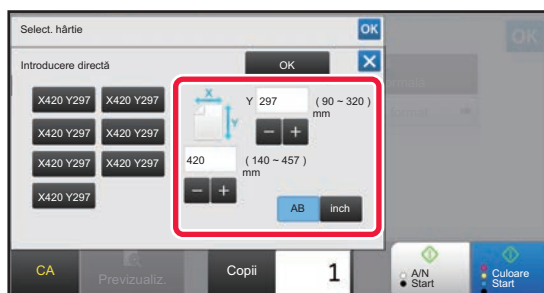 Select. hârtie
OK
OK
Introducere directă
OK
X
Y 297 ( 90 ~ 320 )
mm
X420 Y297 X420 Y297
Y
X420 Y297 X420 Y297
420 ( 140 ~ 457 )
mm
X420 Y297 X420 Y297
X420 Y297
AB inch
CA
Previzualiz.
Copii 1
A/N
Start
Culoare
Start